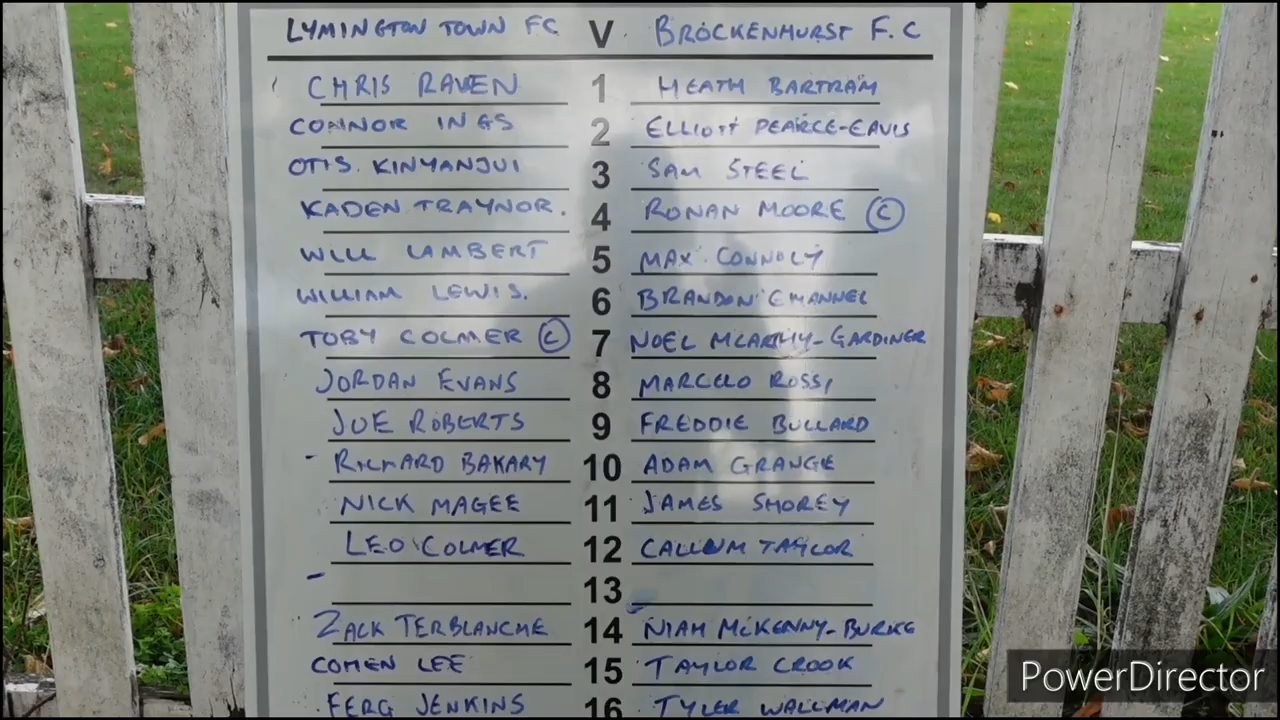 LYMINGTON TOWN FC V BROCKENHURST F.C
CHRIS RAVEN 1 HEATH BARTRAM
CONNOR INGS 2 ELLIOTT PEARCE-EAVIS
OTIS KINYANJUI 3 SAM STEEL
KADEN TRAYNOR. 4 RONAN MOORE C
WILL LAMBERT 5 MAX CONNOLY
WILLIAM LEWIS. 6 BRANDON EMANNEL
TOBY COLMER C 7 NOEL MCARTHY-GARDINER
JORDAN EVANS 8 MARCELO ROSSI
JOE ROBERTS 9 FREDDIE BULLARD
RICHARD BAKARY 10 ADAM GRANGE
NICK MAGEE 11 JAMES SHOREY
LEO COLMER 12 CALLUM TAYLOR
13
ZACK TERBLANCHE 14 NIAH MCKENNY-BURKE
COHEN LEE 15 TAYLOR CROOK
FERG JENKINS 16 TYLER WALLMAN
PowerDirector